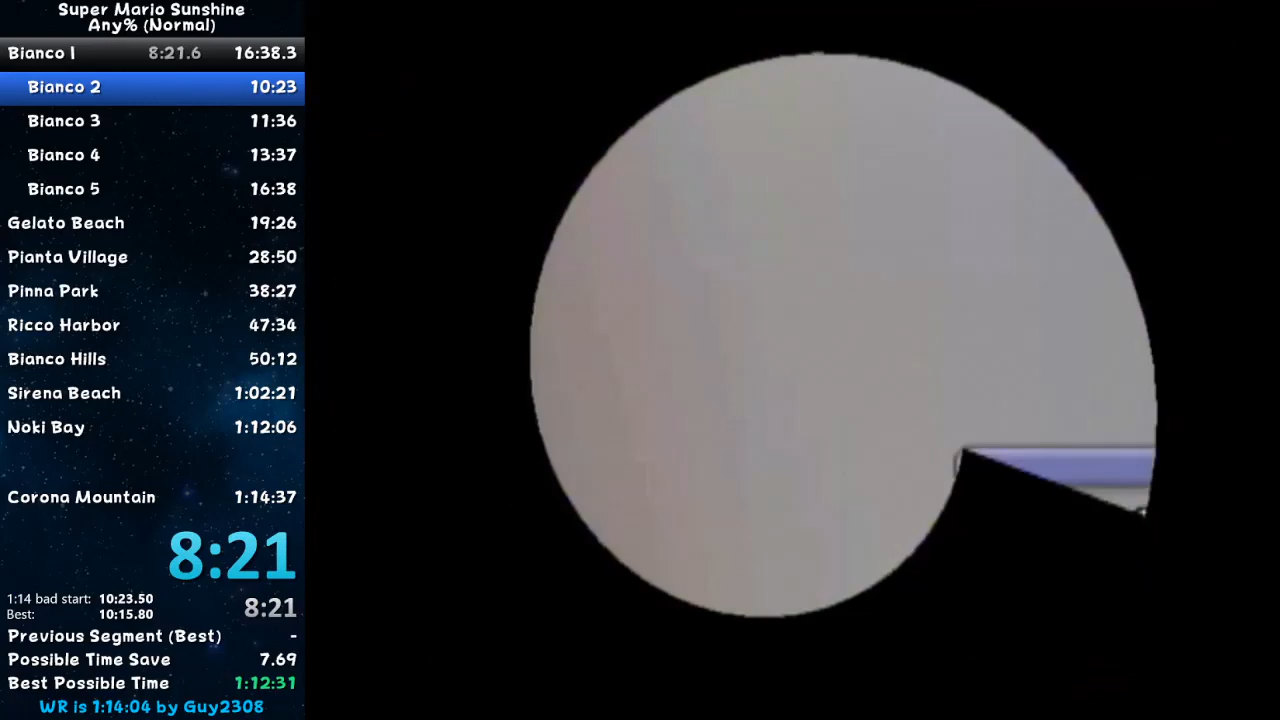 Super Mario Sunshine
Any% (Normal)
Bianco 1 8:21.6 16:38.3
Bianco 2 10:23
Bianco 3 11:36
Bianco 4 13:37
Bianco 5 16:38
Gelato Beach 19:26
Pianta Village 28:50
Pinna Park 38:27
Ricco Harbor 47:34
Bianco Hills 50:12
Sirena Beach 1:02:21
Noki Bay 1:12:06
Corona Mountain 1:14:37
8:21
1:14 bad start: 10:23.50
Best: 10:15.80 8:21
Previous Segment (Best) -
Possible Time Save 7.69
Best Possible Time 1:12:31
WR is 1:14:04 by Guy2308